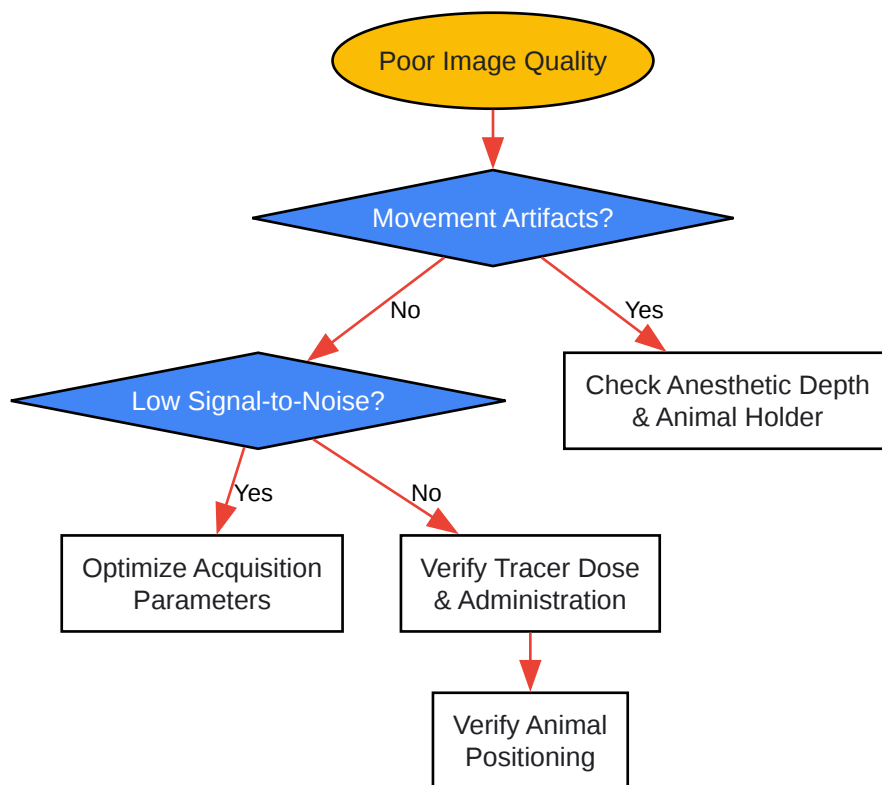 Poor Image Quality
Movement Artifacts?
No
Yes
Low Signal-to-Noise?
Check Anesthetic Depth
& Animal Holder
Yes
No
Optimize Acquisition
Parameters
Verify Tracer Dose
& Administration
Verify Animal
Positioning